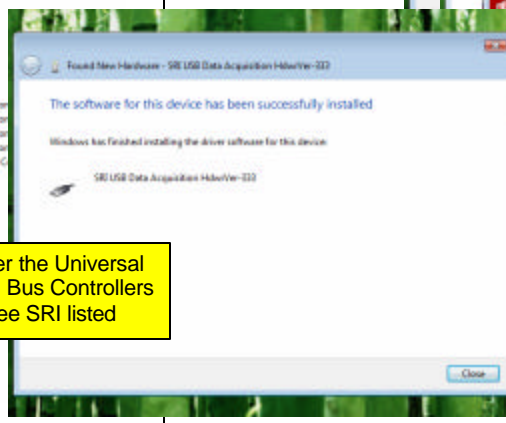 Found New Hardware - SRI USB Data Acquisition HdwrVer-333
The software for this device has been successfully installed
Windows has finished installing the driver software for this device:
SRI USB Data Acquisition HdwrVer-333
er the Universal
Bus Controllers
ee SRI listed
Close